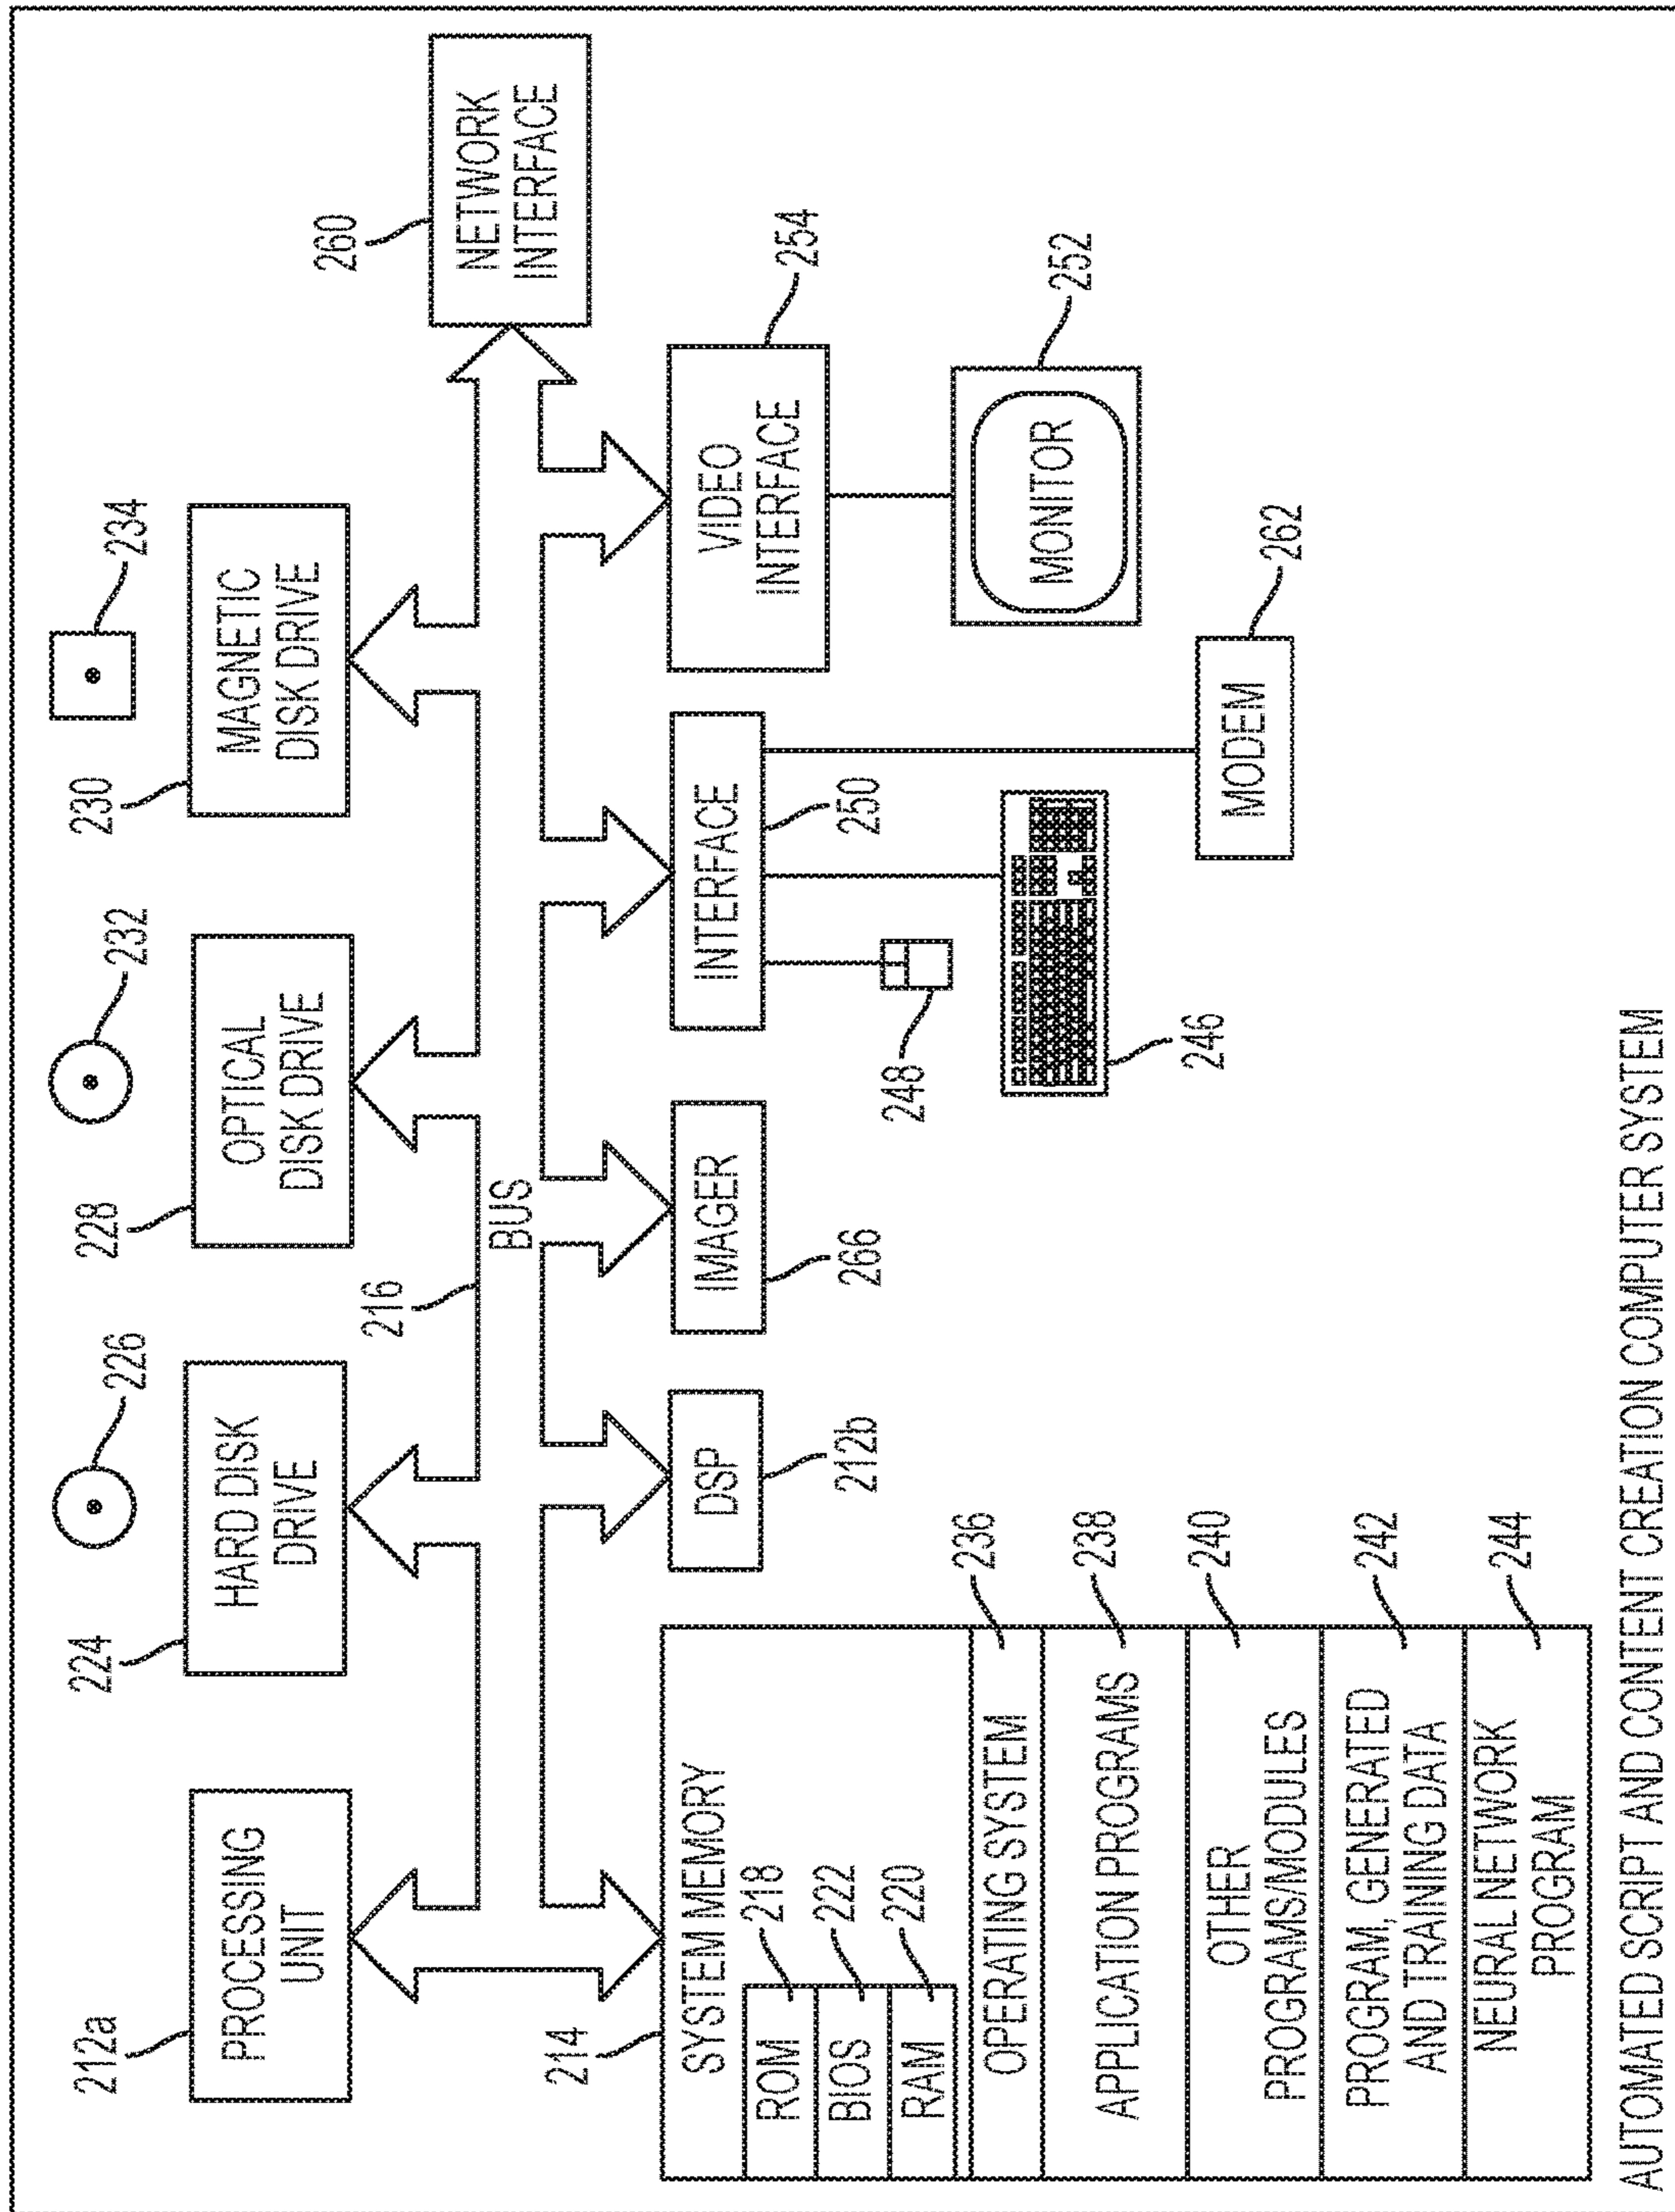 226
232
234
224
228
230
212a
PROCESSING
UNIT
HARD DISK
DRIVE
OPTICAL
DISK DRIVE
MAGNETIC
DISK DRIVE
260
NETWORK
INTERFACE
216
BUS
214
SYSTEM MEMORY
ROM
218
BIOS
222
RAM
220
OPERATING SYSTEM
236
APPLICATION PROGRAMS
238
OTHER
PROGRAMS/MODULES
240
PROGRAM, GENERATED
AND TRAINING DATA
242
NEURAL NETWORK
PROGRAM
244
DSP
212b
IMAGER
266
INTERFACE
250
248
246
VIDEO
INTERFACE
254
MONITOR
252
MODEM
262
AUTOMATED SCRIPT AND CONTENT CREATION COMPUTER SYSTEM